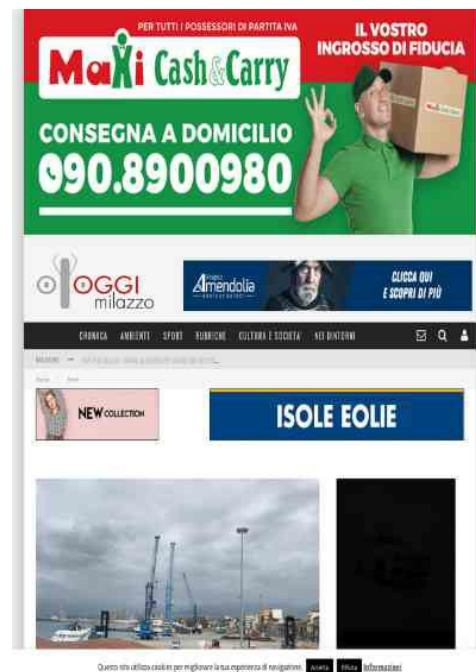 PER TUTTI I POSSESSORI DI PARTITA IVA
IL VOSTRO
INGROSSO DI FIDUCIA
Maxi Cash&Carry
CONSEGNA A DOMICILIO
090.8900980
OGGI
milazzo
Amendolia
CLICCA QUI
E SCOPRI DI PIÙ
CRONACA AMBIENTE SPORT RUBRICHE CULTURA E SOCIETA' NEI DINTORNI
NEW COLLECTION
ISOLE EOLIE
Questo sito utilizza cookies per migliorare la sua esperienza di navigazione. Accetta Rifiuta Informazioni